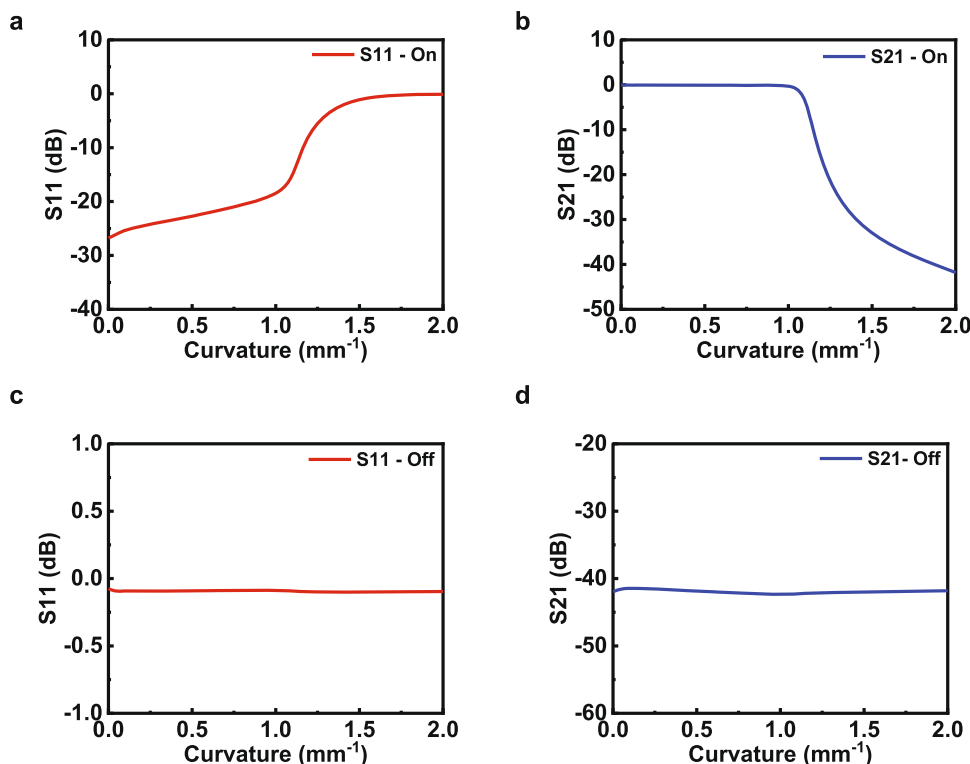 a
10
0
-10
-20
-30
-40
S11 (dB)
S11 - On
0.0 0.5 1.0 1.5 2.0
Curvature (mm⁻¹)
b
10
0
-10
-20
-30
-40
-50
S21 (dB)
S21 - On
0.0 0.5 1.0 1.5 2.0
Curvature (mm⁻¹)
c
1.0
0.5
0.0
-0.5
-1.0
S11 (dB)
S11 - Off
0.0 0.5 1.0 1.5 2.0
Curvature (mm⁻¹)
d
-20
-30
-40
-50
-60
S21 (dB)
S21- Off
0.0 0.5 1.0 1.5 2.0
Curvature (mm⁻¹)